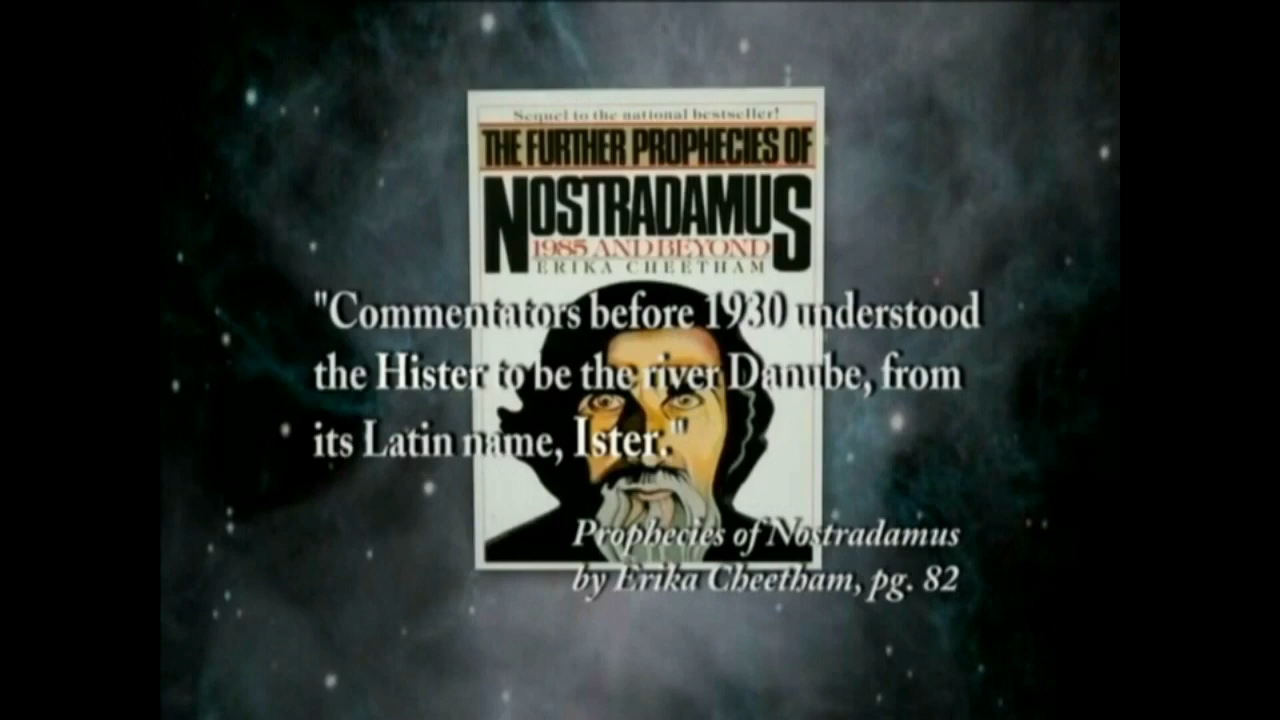 Sequel to the national bestseller!
THE FURTHER PROPHECIES OF
NOSTRADAMUS
1985 AND BEYOND
ERIKA CHEETHAM
"Commentators before 1930 understood
the Hister to be the river Danube, from
its Latin name, Ister."
Prophecies of Nostradamus
by Erika Cheetham, pg. 82